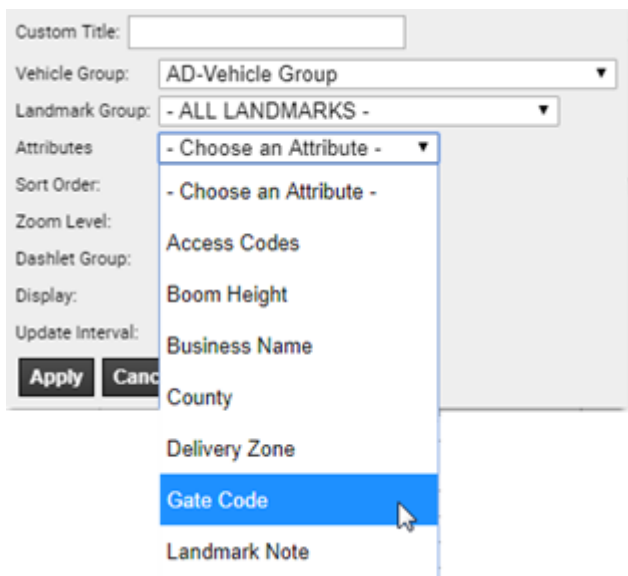 Custom Title:
Vehicle Group: AD-Vehicle Group
Landmark Group: - ALL LANDMARKS -
Attributes - Choose an Attribute -
Sort Order: - Choose an Attribute -
Zoom Level:
Access Codes
Dashlet Group:
Display: Boom Height
Update Interval: Business Name
Apply Canc
County
Delivery Zone
Gate Code
Landmark Note